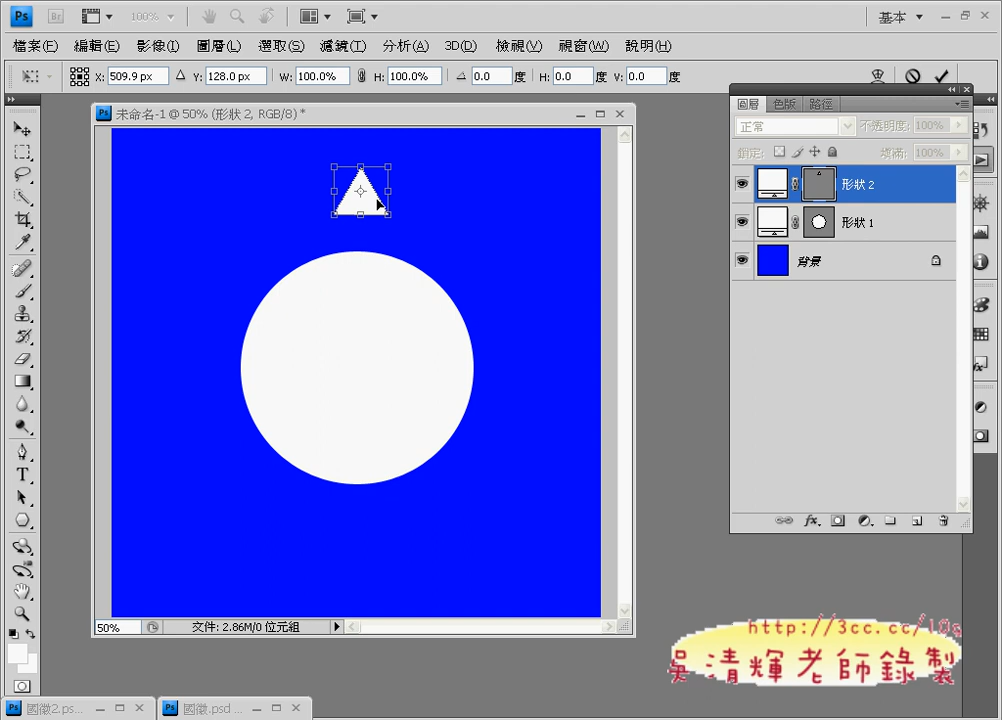 Ps
Br
100%
基本
檔案(F)
編輯(E)
影像(I)
圖層(L)
選取(S)
濾鏡(T)
分析(A)
3D(D)
檢視(V)
視窗(W)
說明(H)
X: 509.9 px
Y: 128.0 px
W: 100.0%
H: 100.0%
0.0 度
H: 0.0 度
V: 0.0 度
未命名-1 @ 50% (形狀 2, RGB/8) *
圖層
色版
路徑
正常
不透明度: 100%
鎖定:
填滿: 100%
形狀 2
形狀 1
背景
50%
文件: 2.86M/0 位元組
http://3cc.cc/10s
吳清輝老師錄製
國徽2.ps...
國徽.psd ...